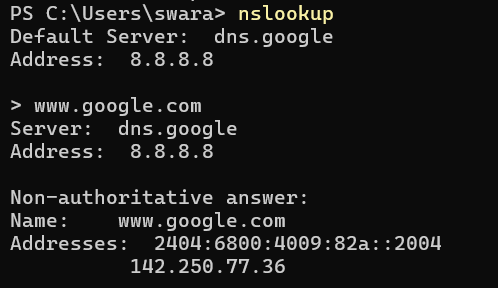 PS C:\Users\swara> nslookup
Default Server:  dns.google
Address:  8.8.8.8
> www.google.com
Server:  dns.google
Address:  8.8.8.8
Non-authoritative answer:
Name:    www.google.com
Addresses:  2404:6800:4009:82a::2004
          142.250.77.36